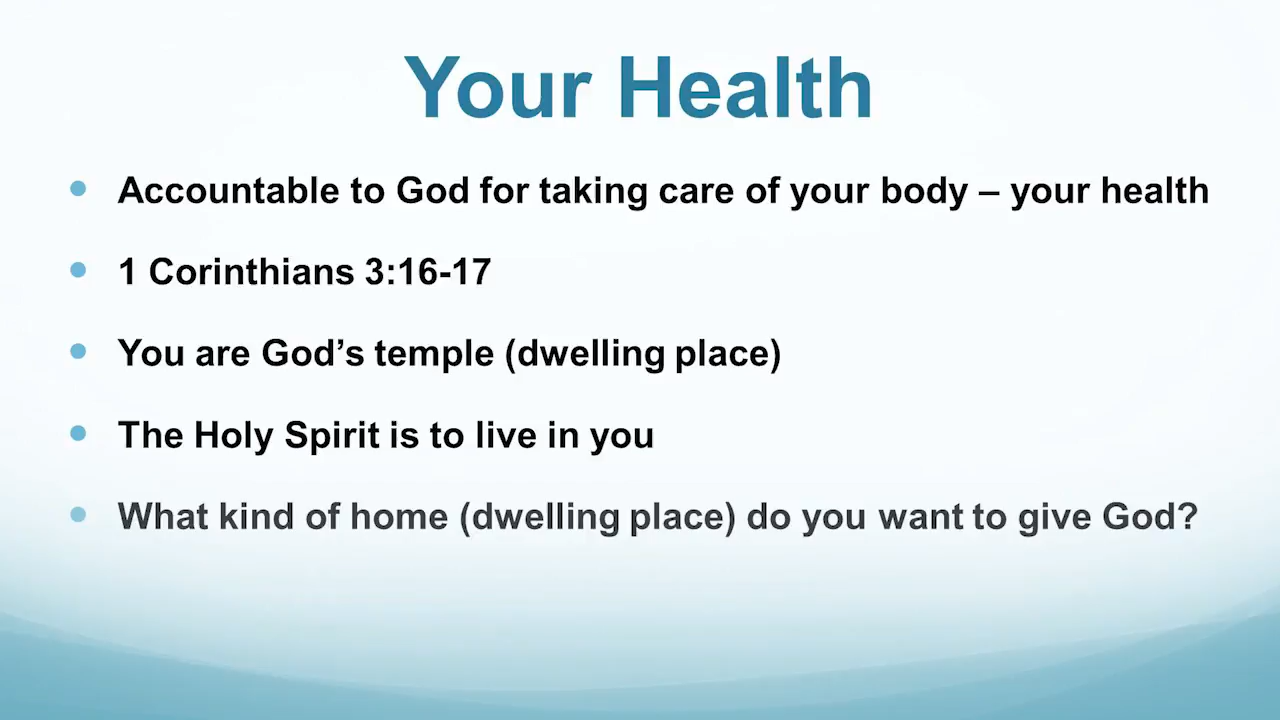 Your Health
Accountable to God for taking care of your body – your health
1 Corinthians 3:16-17
You are God’s temple (dwelling place)
The Holy Spirit is to live in you
What kind of home (dwelling place) do you want to give God?